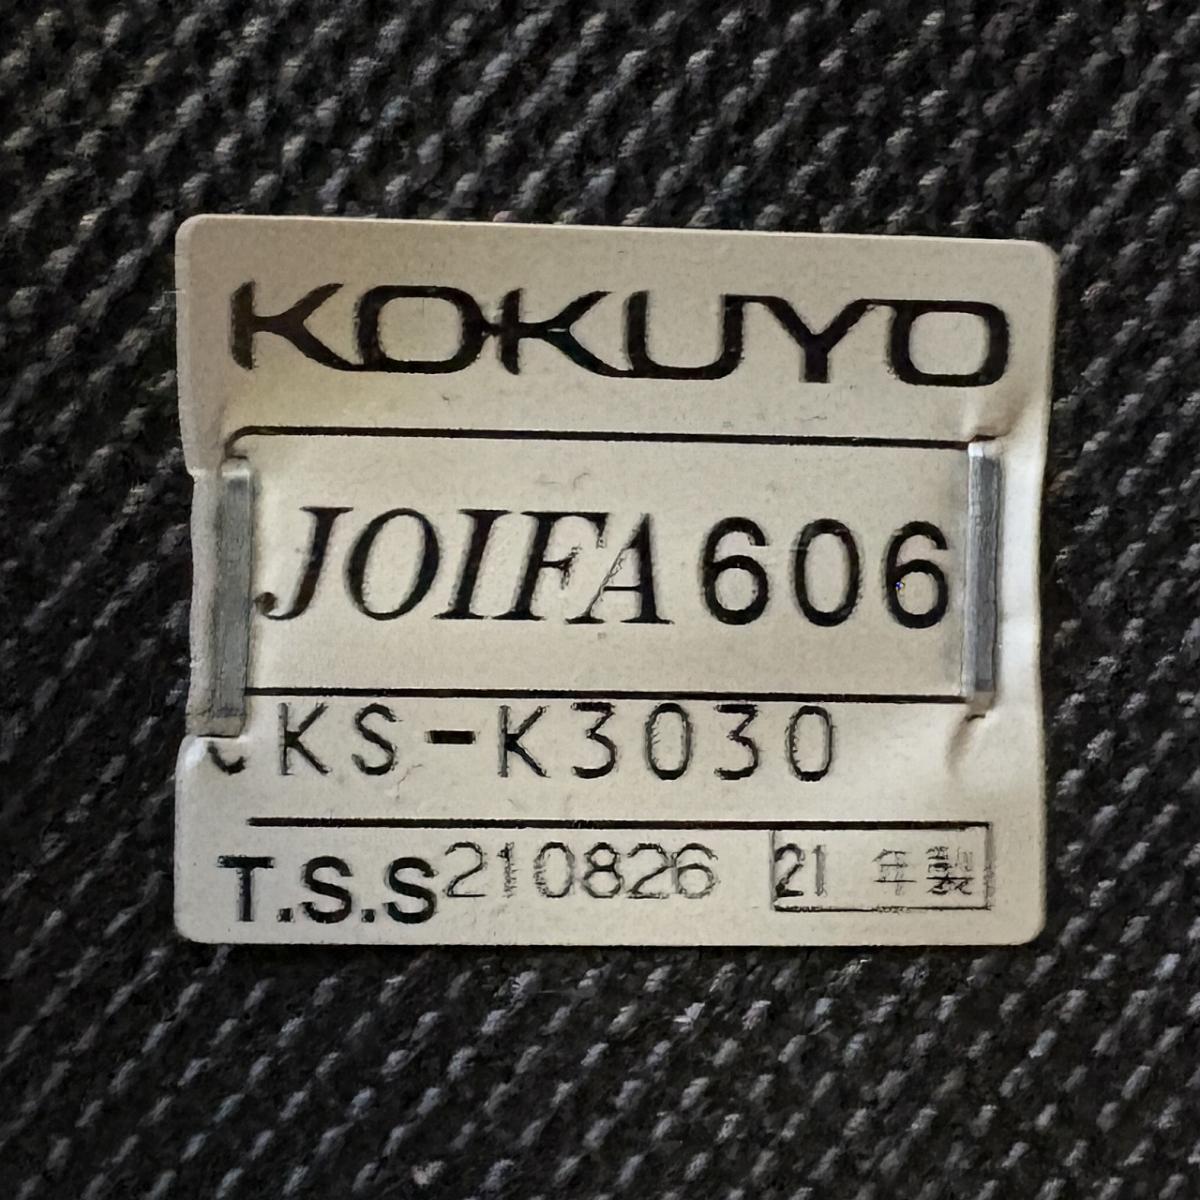 KOKUYO
JOIFA 606
KS-K3030
T.S.S 210826 21 年製